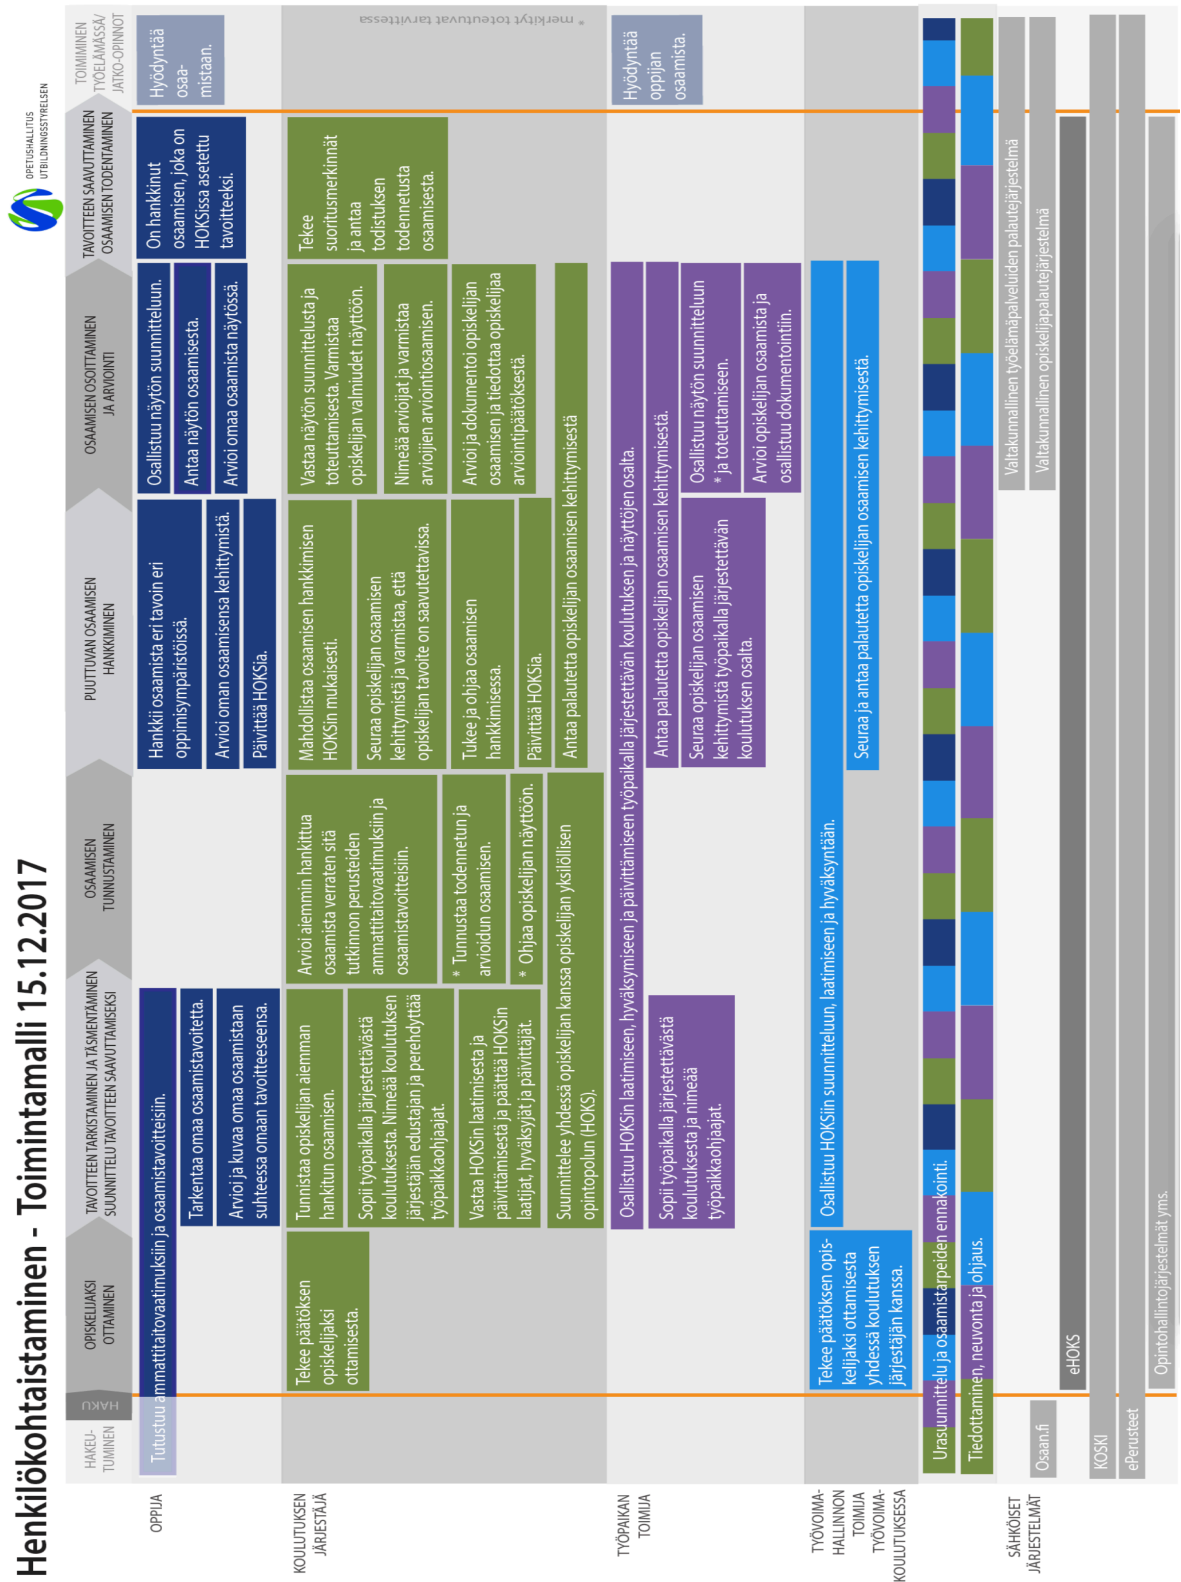 Henkilökohtaistaminen - Toimintamalli 15.12.2017
OPETUSHALLITUS
UTBILDNINGSSTYRELSEN
HAKEU-
TUMINEN
HAKU
OPISKELIJAKSI
OTTAMINEN
TAVOITTEEN TARKISTAMINEN JA TÄSMENTÄMINEN
SUUNNITTELU TAVOITTEEN SAAVUTTAMISEKSI
OSAAMISEN
TUNNUSTAMINEN
PUUTTUVAN OSAAMISEN
HANKKIMINEN
OSAAMISEN OSOITTAMINEN
JA ARVIOINTI
TAVOITTEEN SAAVUTTAMINEN
OSAAMISEN TODENTAMINEN
TOIMIMINEN
TYÖELÄMÄSSÄ/
JATKO-OPINNOT
OPPIJA
Tutustuu ammattitaitovaatimuksiin ja osaamistavoitteisiin.
Tarkentaa omaa osaamistavoitetta.
Arvioi ja kuvaa omaa osaamistaan
suhteessa omaan tavoitteeseensa.
Hankkii osaamista eri tavoin eri
oppimisympäristöissä.
Arvioi oman osaamisensa kehittymistä.
Päivittää HOKSia.
Osallistuu näytön suunnitteluun.
Antaa näytön osaamisesta.
Arvioi omaa osaamista näytössä.
On hankkinut
osaamisen, joka on
HOKSissa asetettu
tavoitteeksi.
Hyödyntää
osaa-
mistaan.
KOULUTUKSEN
JÄRJESTÄJÄ
Tekee päätöksen
opiskelijaksi
ottamisesta.
Tunnistaa opiskelijan aiemman
hankitun osaamisen.
Sopii työpaikalla järjestettävästä
koulutuksesta. Nimeää koulutuksen
järjestäjän edustajan ja perehdyttää
työpaikkaohjaajat.
Vastaa HOKSin laatimisesta ja
päivittämisestä ja päättää HOKSin
laatijat, hyväksyjät ja päivittäjät.
Suunnittelee yhdessä opiskelijan kanssa opiskelijan yksilöllisen
opintopolun (HOKS).
Arvioi aiemmin hankittua
osaamista verraten sitä
tutkinnon perusteiden
ammattitaitovaatimuksiin ja
osaamistavoitteisiin.
* Tunnustaa todennetun ja
arvioidun osaamisen.
* Ohjaa opiskelijan näyttöön.
Mahdollistaa osaamisen hankkimisen
HOKSin mukaisesti.
Seuraa opiskelijan osaamisen
kehittymistä ja varmistaa, että
opiskelijan tavoite on saavutettavissa.
Tukee ja ohjaa osaamisen
hankkimisessa.
Päivittää HOKSia.
Antaa palautetta opiskelijan osaamisen kehittymisestä
Vastaa näytön suunnittelusta ja
toteuttamisesta. Varmistaa
opiskelijan valmiudet näyttöön.
Nimeää arvioijat ja varmistaa
arvioijien arviointiosaamisen.
Arvioi ja dokumentoi opiskelijan
osaamisen ja tiedottaa opiskelijaa
arviointipäätöksestä.
Tekee
suoritusmerkinnät
ja antaa
todistuksen
todennetusta
osaamisesta.
* merkityt toteutuvat tarvittessa
TYÖPAIKAN
TOIMIJA
Osallistuu HOKSin laatimiseen, hyväksymiseen ja päivittämiseen työpaikalla järjestettävän koulutuksen ja näyttöjen osalta.
Sopii työpaikalla järjestettävästä
koulutuksesta ja nimeää
työpaikkaohjaajat.
Antaa palautetta opiskelijan osaamisen kehittymisestä.
Seuraa opiskelijan osaamisen
kehittymistä työpaikalla järjestettävän
koulutuksen osalta.
Osallistuu näytön suunnitteluun
* ja toteuttamiseen.
Arvioi opiskelijan osaamista ja
osallistuu dokumentointiin.
Hyödyntää
oppijan
osaamista.
TYÖVOIMA-
HALLINNON
TOIMIJA
TYÖVOIMA-
KOULUTUKSESSA
Tekee päätöksen opis-
kelijaksi ottamisesta
yhdessä koulutuksen
järjestäjän kanssa.
Osallistuu HOKSiin suunnitteluun, laatimiseen ja hyväksyntään.
Seuraa ja antaa palautetta opiskelijan osaamisen kehittymisestä.
Urasuunnittelu ja osaamistarpeiden ennakointi.
Tiedottaminen, neuvonta ja ohjaus.
SÄHKÖISET
JÄRJESTELMÄT
Valtakunnallinen työelämäpalveluiden palautejärjestelmä
Osaan.fi
Valtakunnallinen opiskelijapalautejärjestelmä
eHOKS
KOSKI
ePerusteet
Opintohallintojärjestelmät yms.